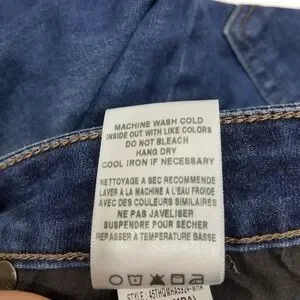 MACHINE WASH COLD
INSIDE OUT WITH LIKE COLORS
DO NOT BLEACH
HANG DRY
COOL IRON IF NECESSARY
NETTOYAGE A SEC RECOMMENDE
LAVER A LA MACHINE A L'EAU FROIDE
AVEC DES COULEURS SIMILAIRES
NE PAS JAVELISER
SUSPENDRE POUR SECHER
REPASSER A TEMPERATURE BASSE
STYLE :